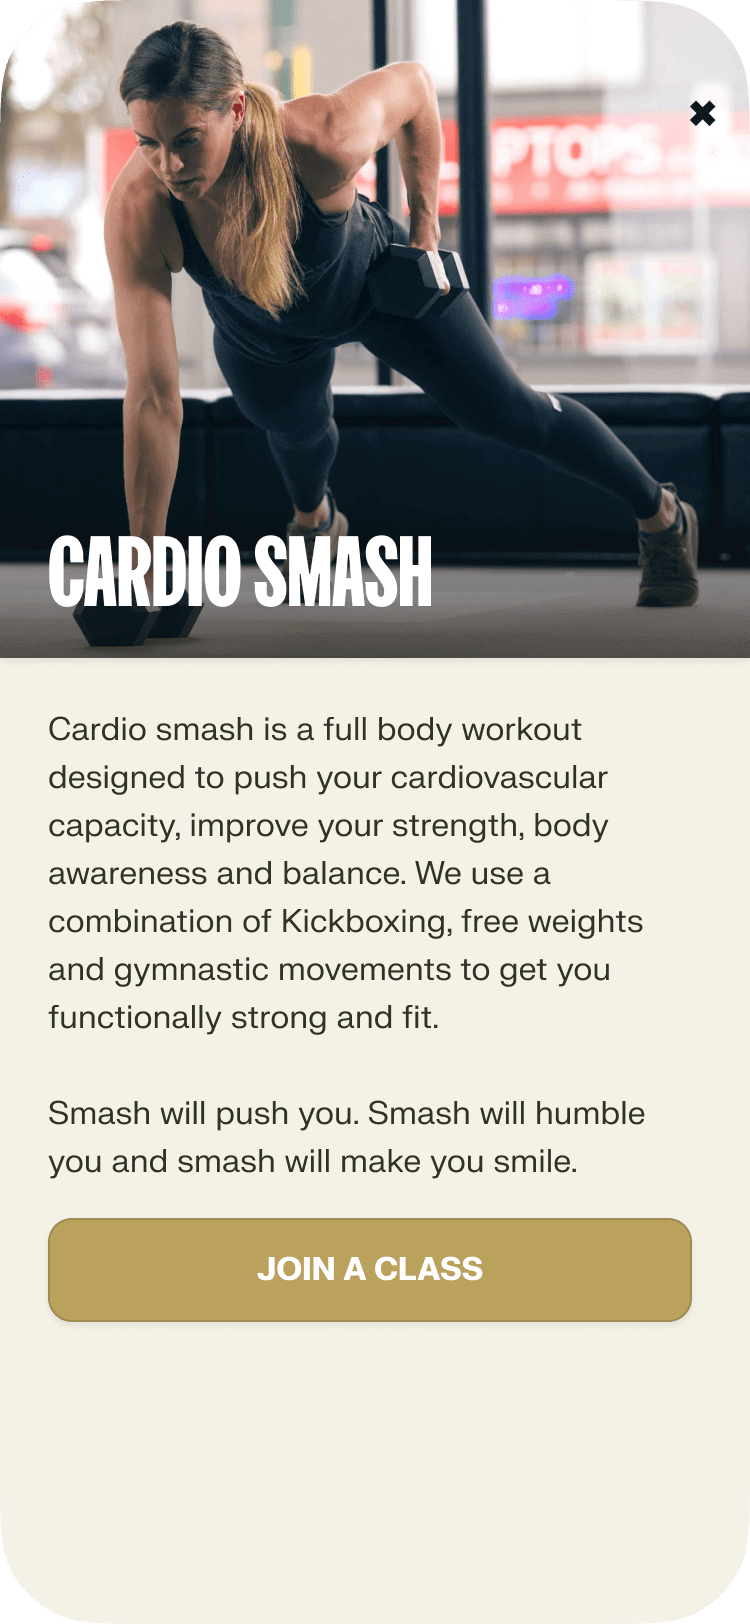 PTOPS
CARDIO SMASH
Cardio smash is a full body workout
designed to push your cardiovascular
capacity, improve your strength, body
awareness and balance. We use a
combination of Kickboxing, free weights
and gymnastic movements to get you
functionally strong and fit.
Smash will push you. Smash will humble
you and smash will make you smile.
JOIN A CLASS